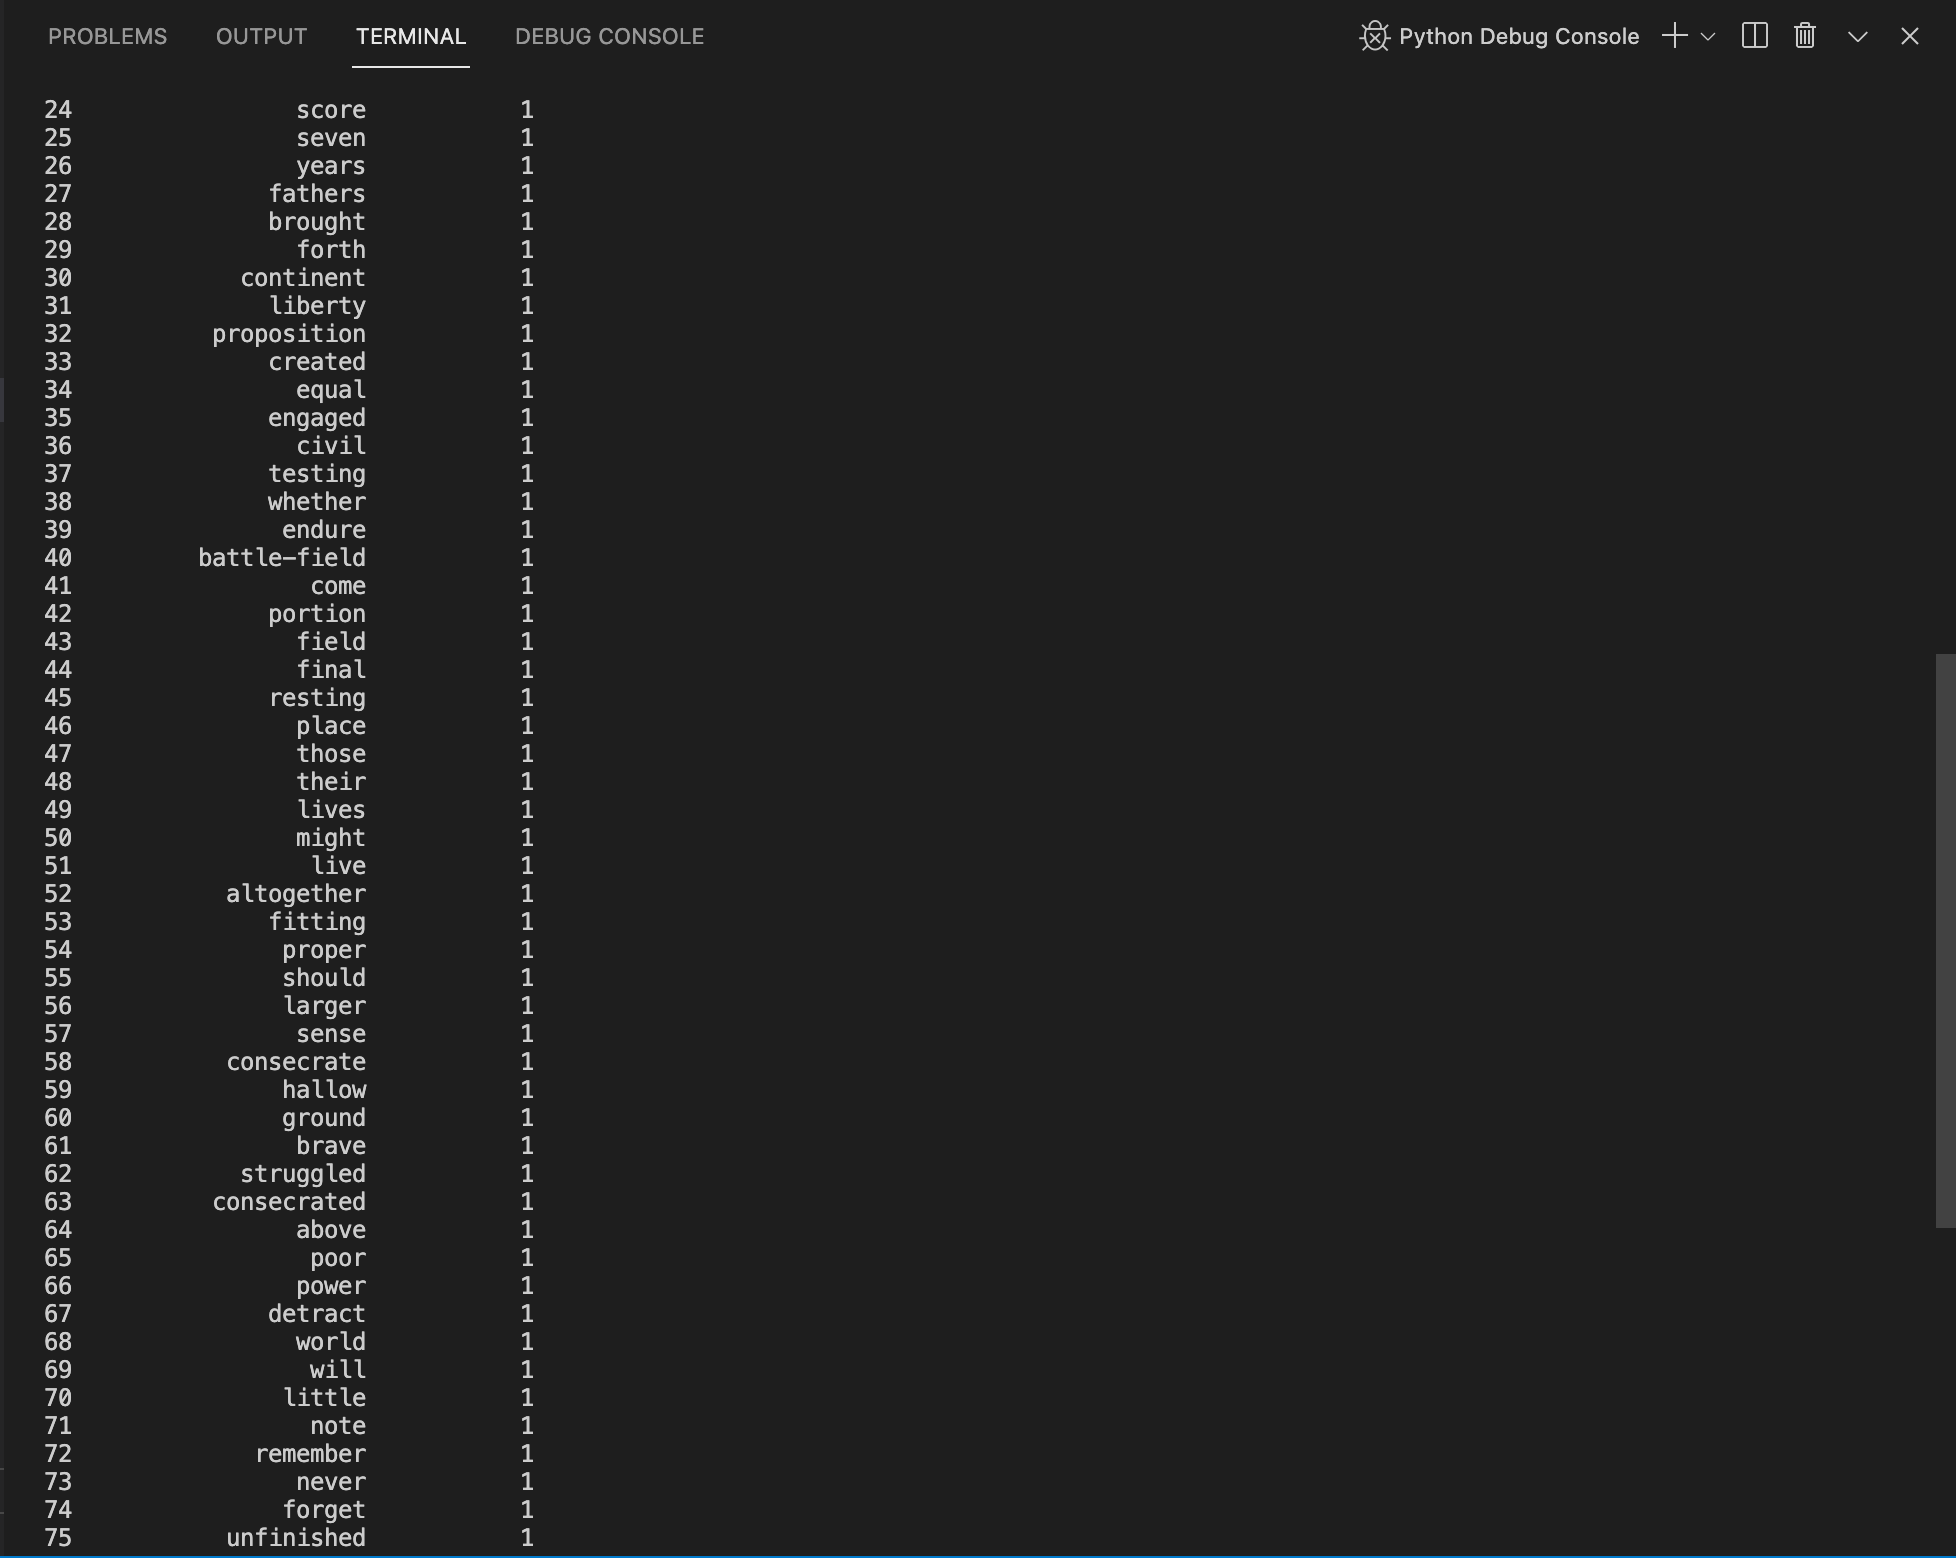 PROBLEMS OUTPUT TERMINAL DEBUG CONSOLE Python Debug Console
24 score 1
25 seven 1
26 years 1
27 fathers 1
28 brought 1
29 forth 1
30 continent 1
31 liberty 1
32 proposition 1
33 created 1
34 equal 1
35 engaged 1
36 civil 1
37 testing 1
38 whether 1
39 endure 1
40 battle-field 1
41 come 1
42 portion 1
43 field 1
44 final 1
45 resting 1
46 place 1
47 those 1
48 their 1
49 lives 1
50 might 1
51 live 1
52 altogether 1
53 fitting 1
54 proper 1
55 should 1
56 larger 1
57 sense 1
58 consecrate 1
59 hallow 1
60 ground 1
61 brave 1
62 struggled 1
63 consecrated 1
64 above 1
65 poor 1
66 power 1
67 detract 1
68 world 1
69 will 1
70 little 1
71 note 1
72 remember 1
73 never 1
74 forget 1
75 unfinished 1